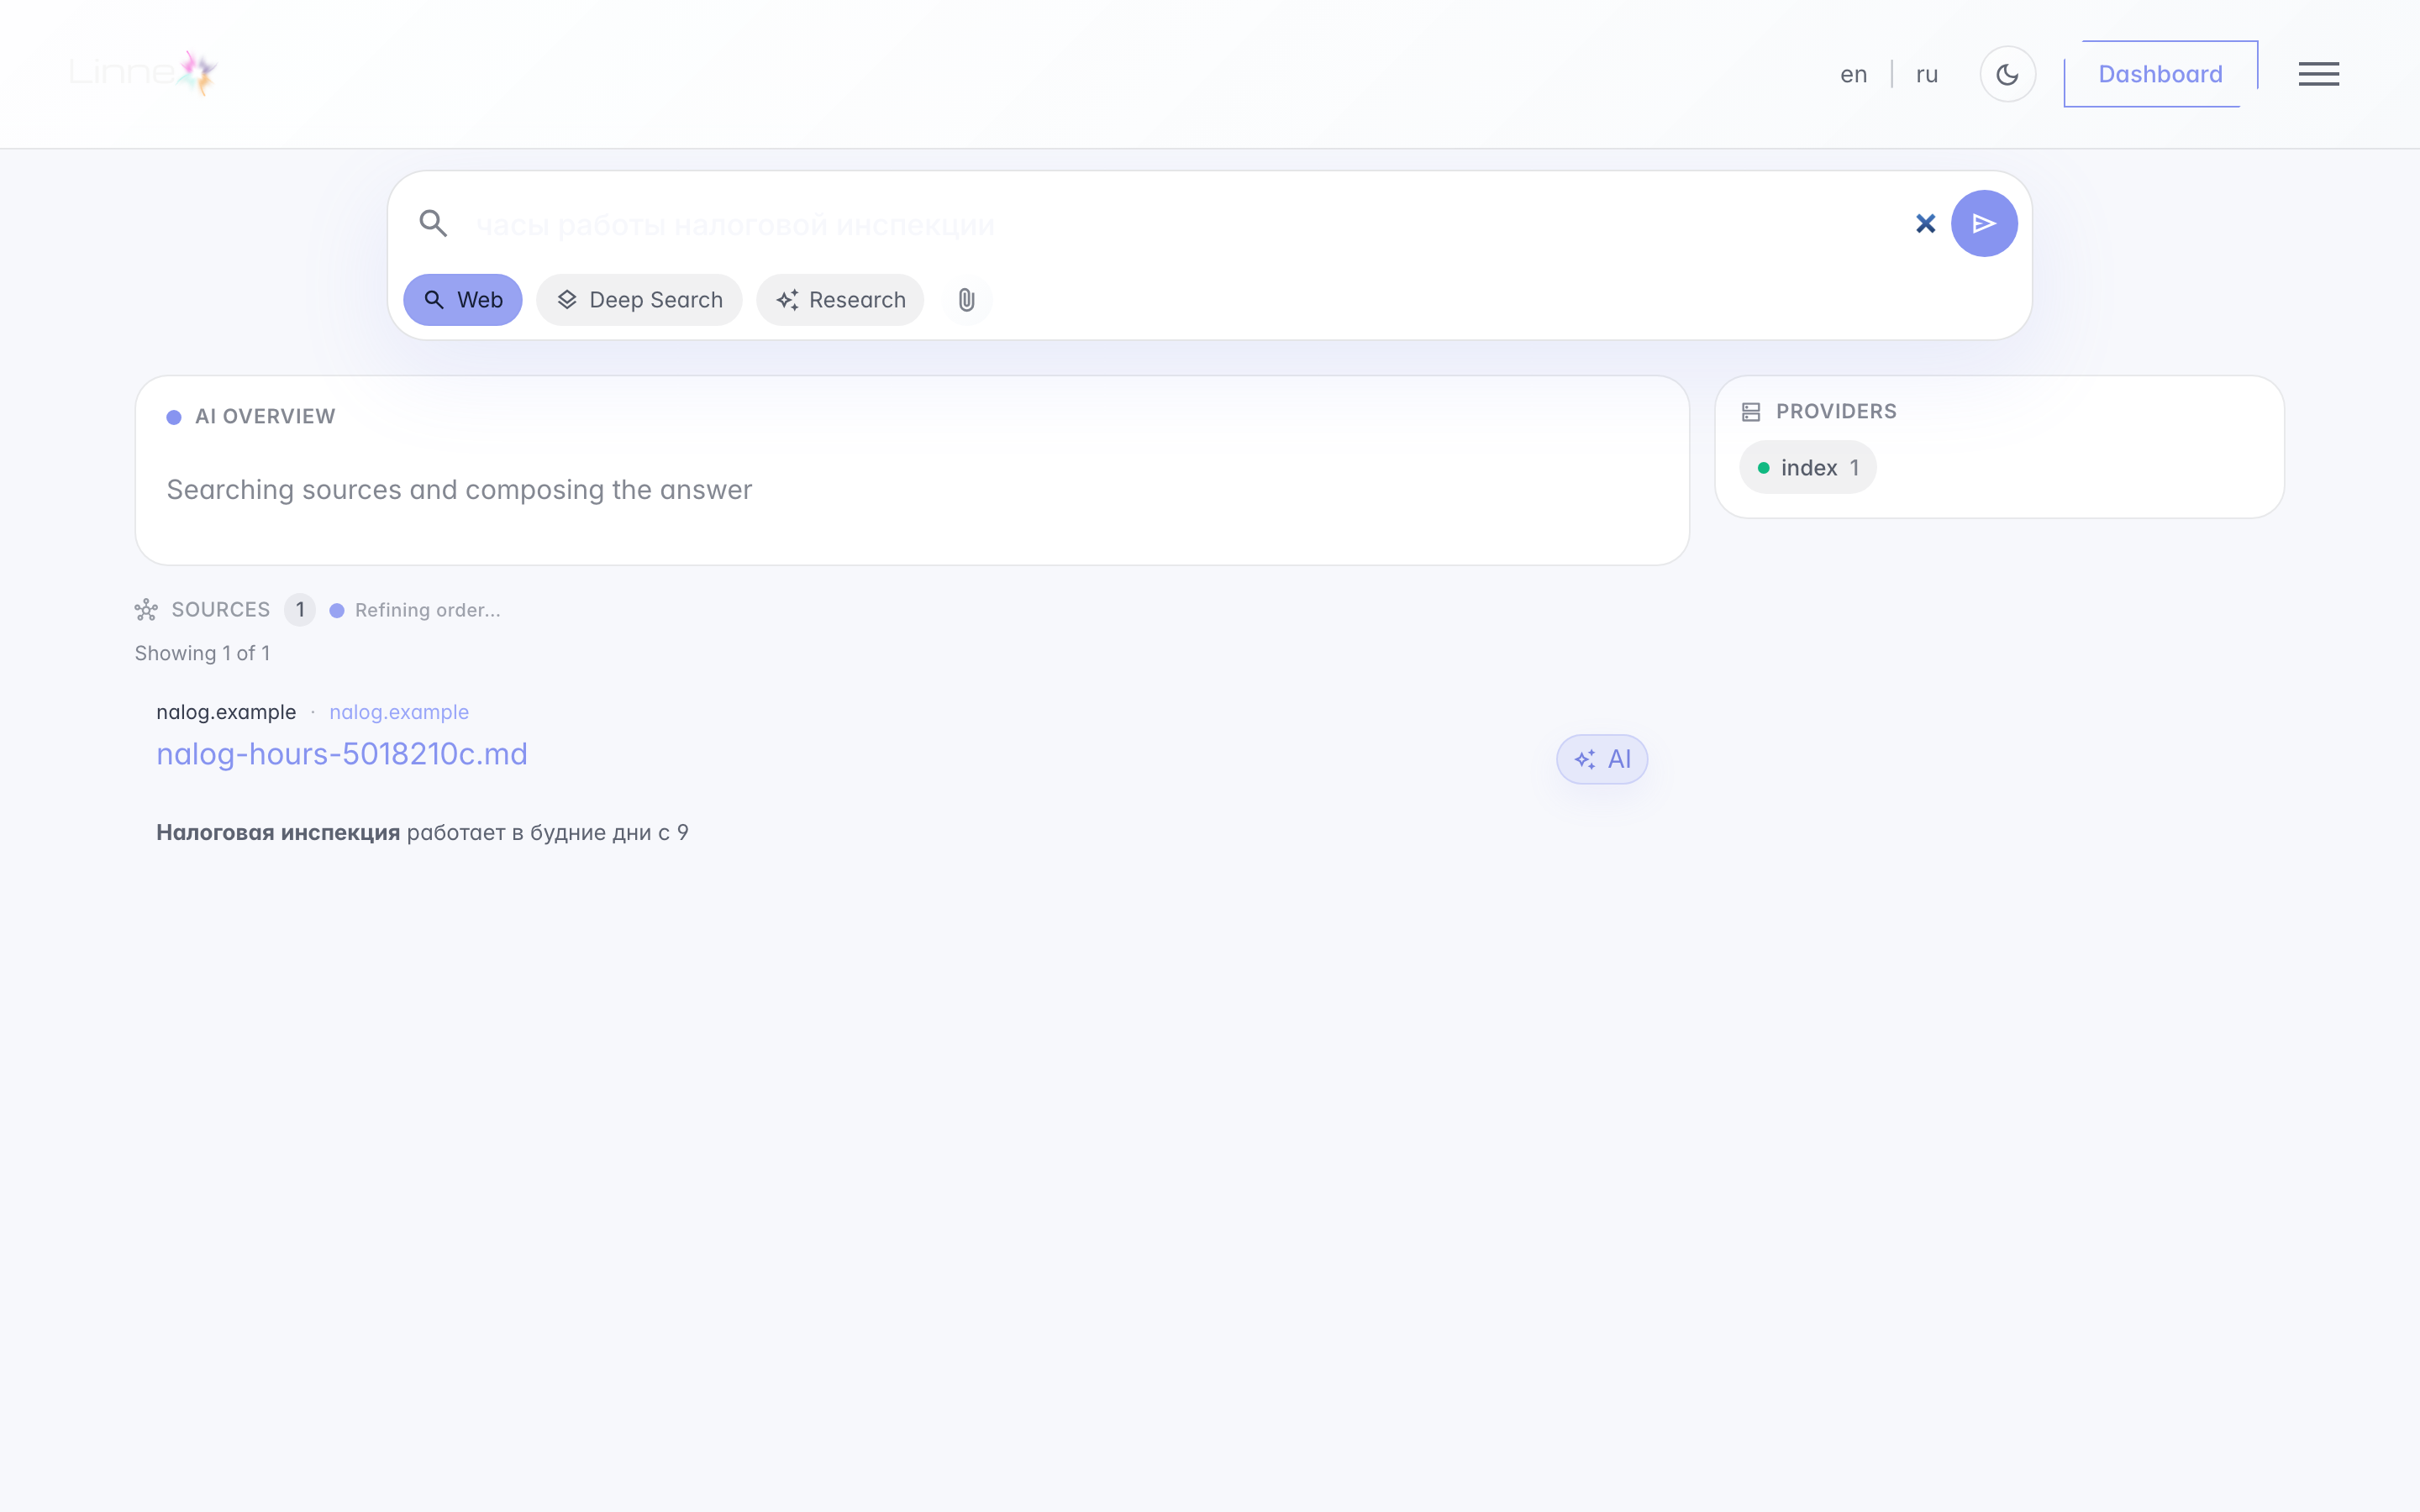 Linne
en | ru
Dashboard
часы работы налоговой инспекции
Web
Deep Search
Research
AI OVERVIEW
Searching sources and composing the answer
PROVIDERS
index 1
SOURCES 1 Refining order...
Showing 1 of 1
nalog.example · nalog.example
nalog-hours-5018210c.md
AI
Налоговая инспекция работает в будние дни с 9